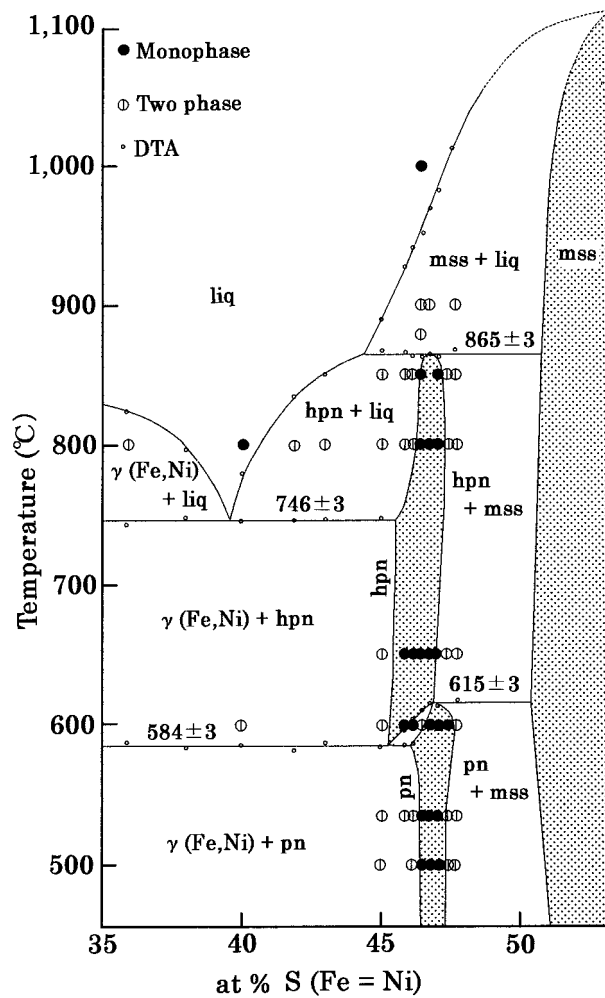 1,100
● Monophase
⦶ Two phase
○ DTA
1,000
mss + liq
mss
900
liq
865±3
hpn + liq
800
γ (Fe,Ni)
+ liq
hpn
+ mss
746±3
Temperature (℃)
700
hpn
γ (Fe,Ni) + hpn
615±3
600
584±3
pn
+ mss
pn
γ (Fe,Ni) + pn
500
35
40
45
50
at % S (Fe = Ni)